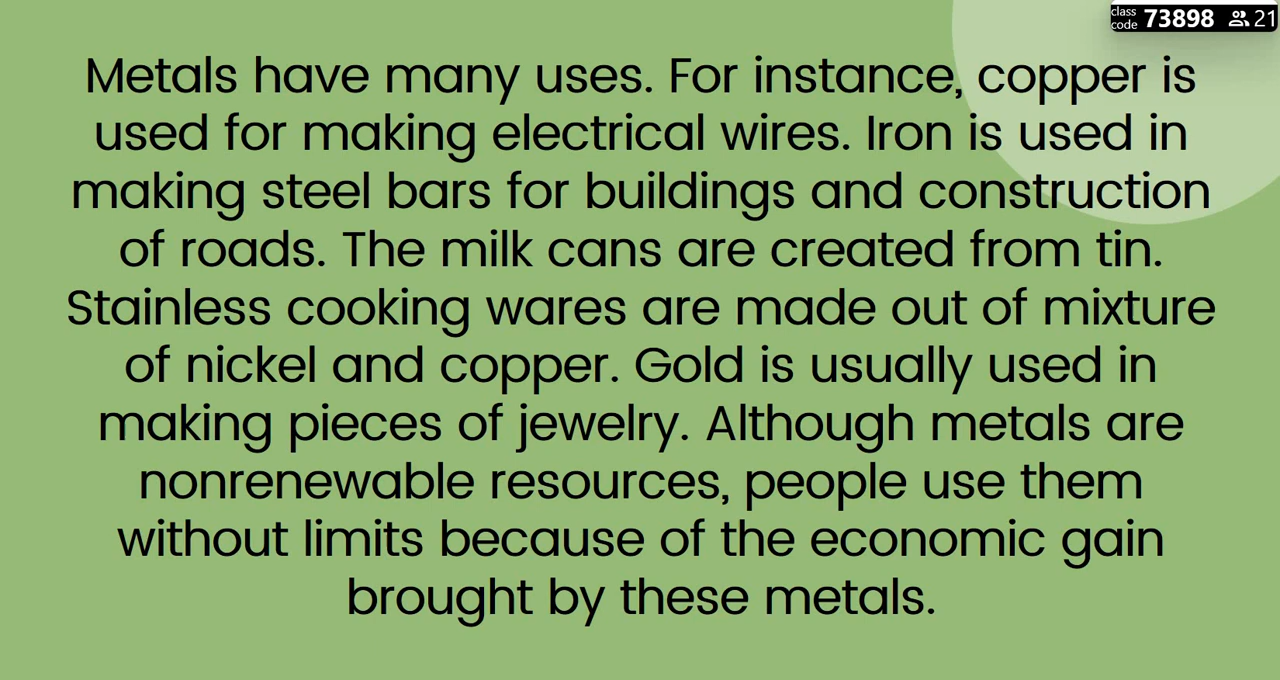 class
code 73898 21
Metals have many uses. For instance, copper is
used for making electrical wires. Iron is used in
making steel bars for buildings and construction
of roads. The milk cans are created from tin.
Stainless cooking wares are made out of mixture
of nickel and copper. Gold is usually used in
making pieces of jewelry. Although metals are
nonrenewable resources, people use them
without limits because of the economic gain
brought by these metals.